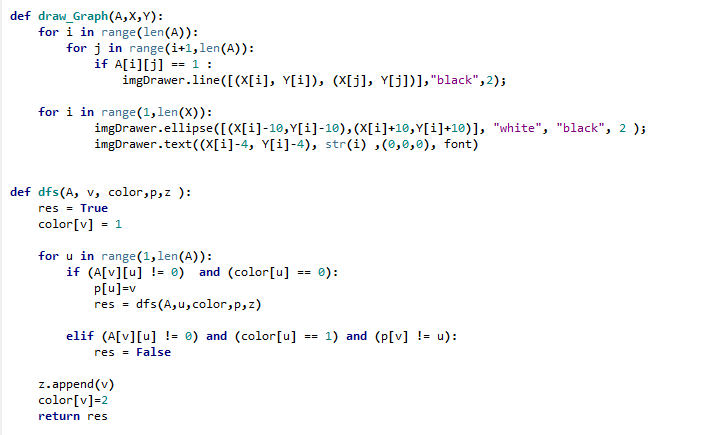 def draw_Graph(A,X,Y):
    for i in range(len(A)):
        for j in range(i+1,len(A)):
            if A[i][j] == 1 :
                imgDrawer.line([(X[i], Y[i]), (X[j], Y[j])],"black",2);
    for i in range(1,len(X)):
            imgDrawer.ellipse([(X[i]-10,Y[i]-10),(X[i]+10,Y[i]+10)], "white", "black", 2 );
            imgDrawer.text((X[i]-4, Y[i]-4), str(i) ,(0,0,0), font)
def dfs(A, v, color,p,z ):
    res = True
    color[v] = 1
    for u in range(1,len(A)):
        if (A[v][u] != 0)  and (color[u] == 0):
            p[u]=v
            res = dfs(A,u,color,p,z)
        elif (A[v][u] != 0) and (color[u] == 1) and (p[v] != u):
            res = False
    z.append(v)
    color[v]=2
    return res